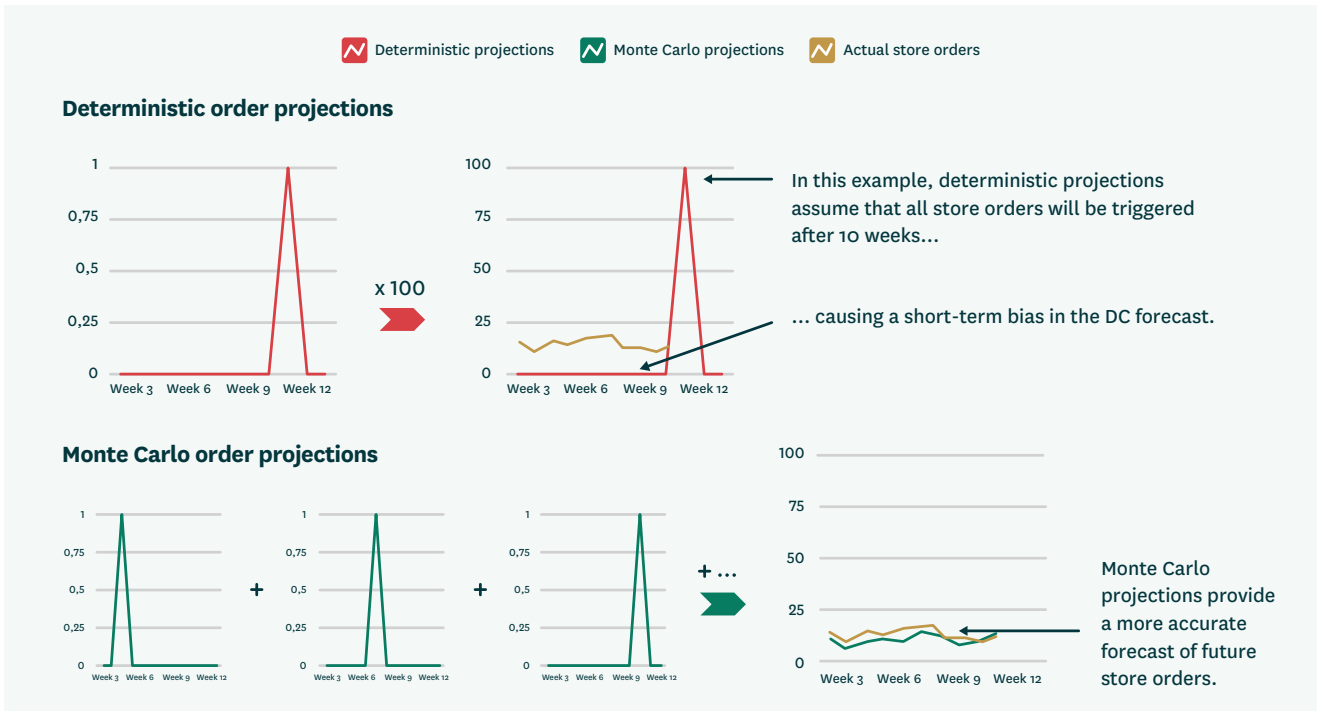 Deterministic projections
Monte Carlo projections
Actual store orders
Deterministic order projections
1
0,75
0,5
0,25
0
Week 3
Week 6
Week 9
Week 12
x 100
100
75
50
25
0
Week 3
Week 6
Week 9
Week 12
In this example, deterministic projections
assume that all store orders will be triggered
after 10 weeks...
... causing a short-term bias in the DC forecast.
Monte Carlo order projections
1
0,75
0,5
0,25
0
Week 3
Week 6
Week 9
Week 12
+
1
0,75
0,5
0,25
0
Week 3
Week 6
Week 9
Week 12
+
1
0,75
0,5
0,25
0
Week 3
Week 6
Week 9
Week 12
+ ...
100
75
50
25
0
Week 3
Week 6
Week 9
Week 12
Monte Carlo
projections provide
a more accurate
forecast of future
store orders.